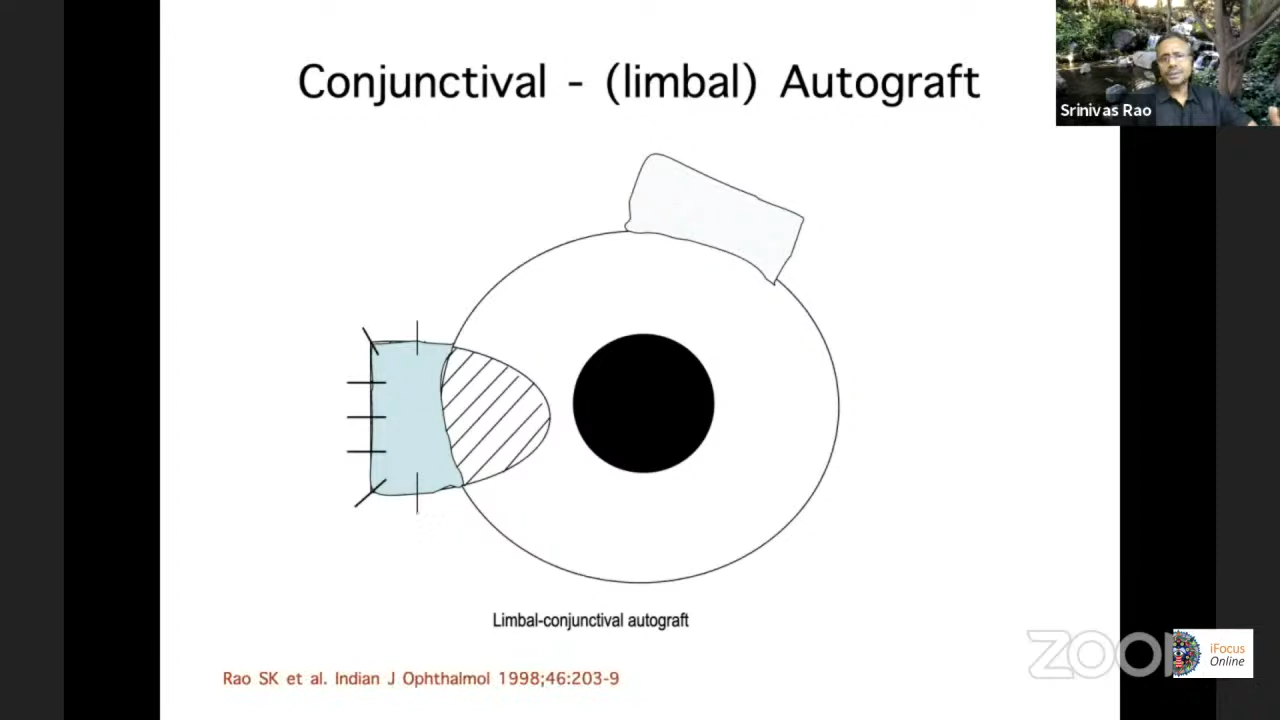 Conjunctival - (limbal) Autograft
Srinivas Rao
Limbal-conjunctival autograft
Rao SK et al. Indian J Ophthalmol 1998;46:203-9
zoom
iFocus
Online